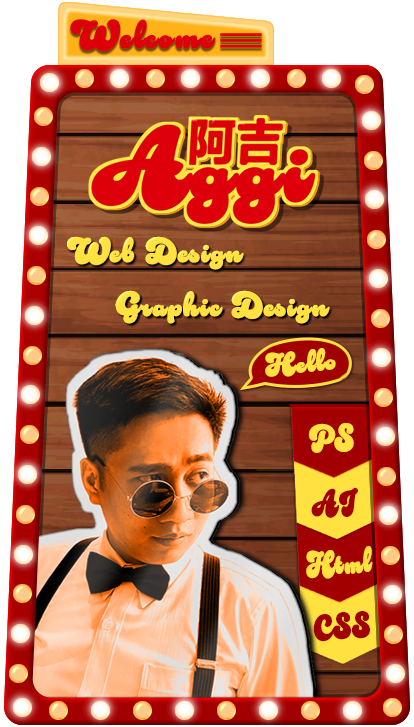 Welcome
阿吉
Aggi
Web Design
Graphic Design
Hello
PS
AI
Html
CSS